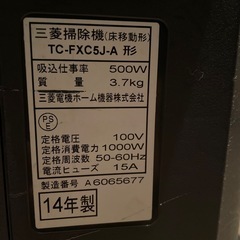 三菱掃除機(床移動形)
TC-FXC5J-A 形
吸込仕事率 500W
質量 3.7kg
三菱電機ホーム機器株式会社
PS
E
定格電圧 100V
定格消費電力 1000W
定格周波数 50-60Hz
電流ヒューズ 15A
製造番号 A6065677
14年製